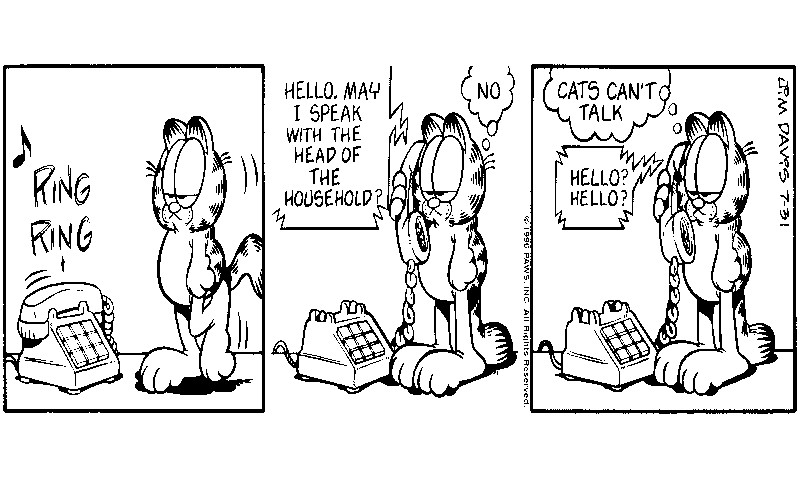 RING
RING
HELLO. MAY
I SPEAK
WITH THE
HEAD OF
THE
HOUSEHOLD?
NO
© 1990 PAWS, INC. All Rights Reserved.
CATS CAN'T
TALK
HELLO?
HELLO?
JIM DAVIS 7-31